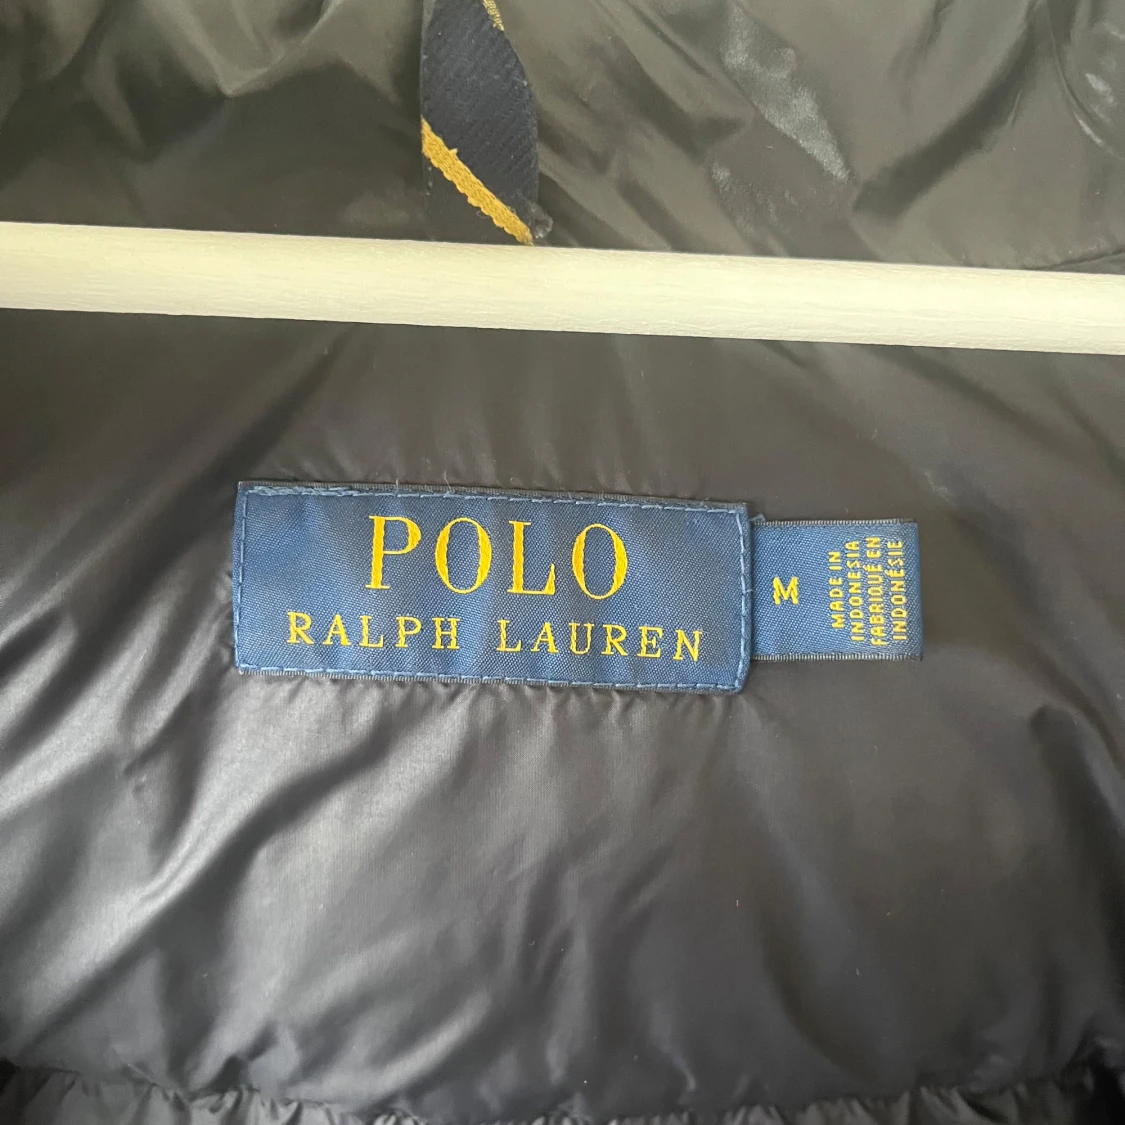 POLO
RALPH LAUREN
M
MADE IN
INDONESIA
FABRIQUÉ EN
INDONÉSIE